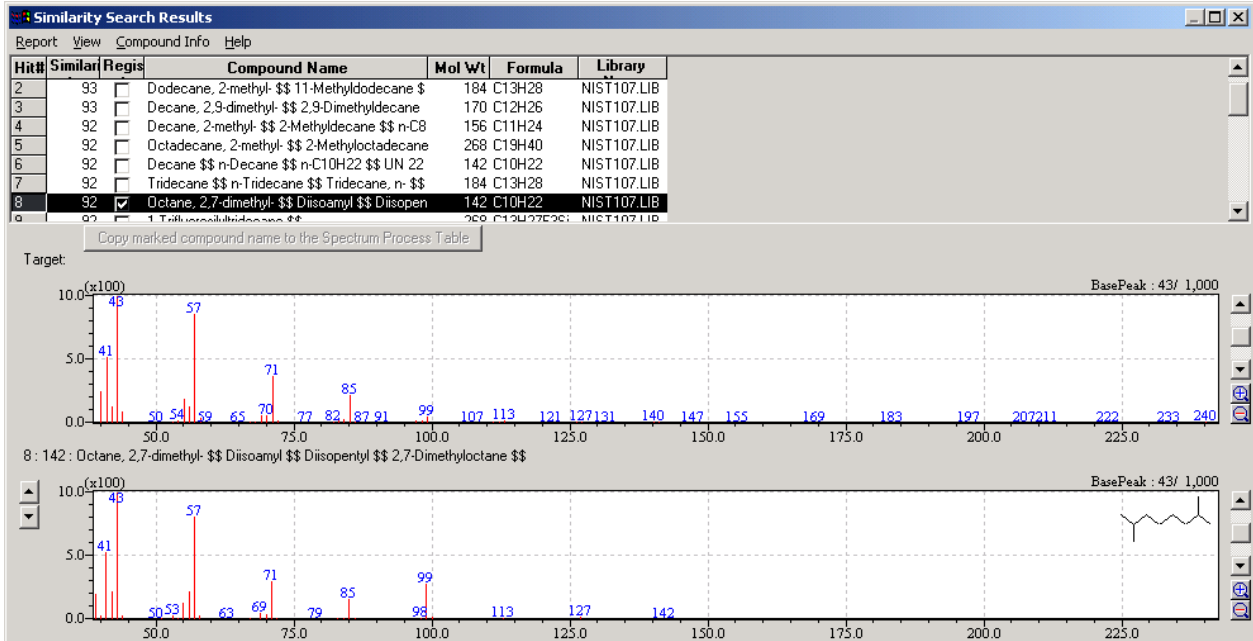 Similarity Search Results
Report View Compound Info Help
Hit# Similari Regis Compound Name Mol Wt Formula Library
2 93 Dodecane, 2-methyl- $$ 11-Methyldodecane $ 184 C13H28 NIST107.LIB
3 93 Decane, 2,9-dimethyl- $$ 2,9-Dimethyldecane 170 C12H26 NIST107.LIB
4 92 Decane, 2-methyl- $$ 2-Methyldecane $$ n-C8 156 C11H24 NIST107.LIB
5 92 Octadecane, 2-methyl- $$ 2-Methyloctadecane 268 C19H40 NIST107.LIB
6 92 Decane $$ n-Decane $$ n-C10H22 $$ UN 22 142 C10H22 NIST107.LIB
7 92 Tridecane $$ n-Tridecane $$ Tridecane, n- $$ 184 C13H28 NIST107.LIB
8 92 Octane, 2,7-dimethyl- $$ Diisoamyl $$ Diisopen 142 C10H22 NIST107.LIB
Copy marked compound name to the Spectrum Process Table
Target:
(x100) BasePeak : 43/ 1,000
10.0 43
57
5.0 41
71
85
0.0 50 54 59 65 70 77 82 87 91 99 107 113 121 127 131 140 147 155 169 183 197 207 211 222 233 240
50.0 75.0 100.0 125.0 150.0 175.0 200.0 225.0
8 : 142 : Octane, 2,7-dimethyl- $$ Diisoamyl $$ Diisopentyl $$ 2,7-Dimethyloctane $$
(x100) BasePeak : 43/ 1,000
10.0 43
57
5.0 41
71 99
85
0.0 50 53 63 69 79 98 113 127 142
50.0 75.0 100.0 125.0 150.0 175.0 200.0 225.0